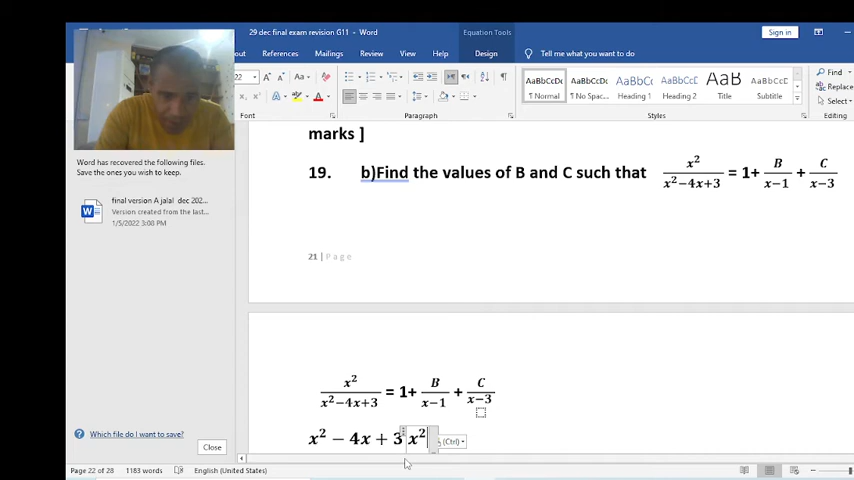 29 dec final exam revision G11 - Word
Equation Tools
Sign in
out References Mailings Review View Help Design Tell me what you want to do
22
AaBbCcDc AaBbCcDc AaBbCc AaBbCcC AaB AaBbCcC
¶ Normal ¶ No Spac... Heading 1 Heading 2 Title Subtitle
Find
Replace
Select
Font Paragraph Styles Editing
Word has recovered the following files.
Save the ones you wish to keep.
final version A jalal dec 202...
Version created from the last...
1/5/2022 3:00 PM
Which file do I want to save?
Close
marks ]
19. b)Find the values of B and C such that x²/(x²−4x+3) = 1+ B/(x−1) + C/(x−3)
21 | Page
x²/(x²−4x+3) = 1+ B/(x−1) + C/(x−3)
x² − 4x + 3 x²
(Ctrl)
Page 22 of 28 1183 words English (United States)